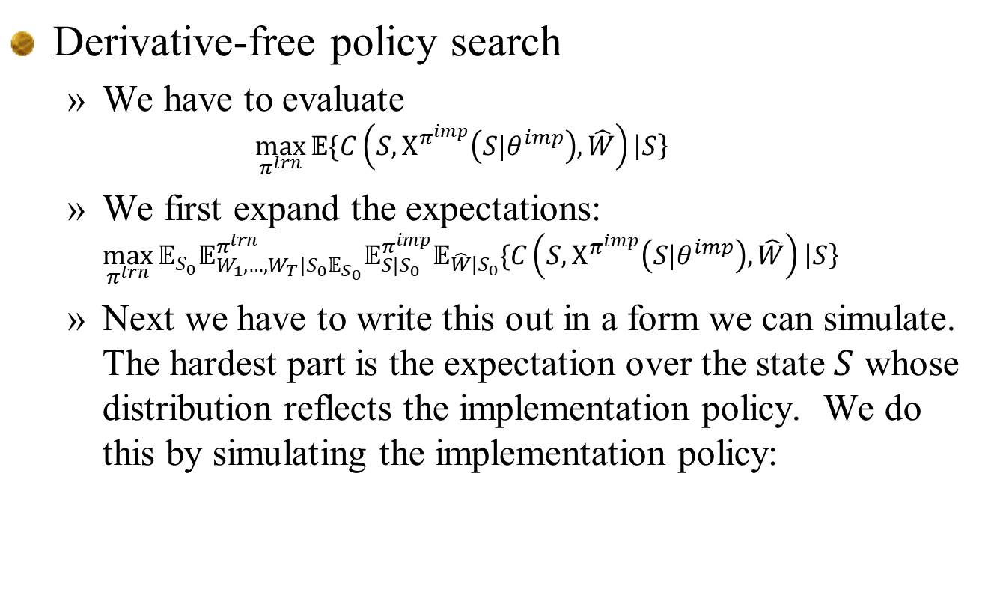 Derivative-free policy search
» We have to evaluate
$\max_{\pi^{lrn}} \mathbb{E}\{C\left(S, \mathrm{X}^{\pi^{imp}}(S|\theta^{imp}), \widehat{W}\right)|S\}$
» We first expand the expectations:
$\max_{\pi^{lrn}} \mathbb{E}_{S_0} \mathbb{E}^{\pi^{lrn}}_{W_1,\ldots,W_T|S_0 \mathbb{E}_{S_0}} \mathbb{E}^{\pi^{imp}}_{S|S_0} \mathbb{E}_{\widehat{W}|S_0}\{C\left(S, \mathrm{X}^{\pi^{imp}}(S|\theta^{imp}), \widehat{W}\right)|S\}$
» Next we have to write this out in a form we can simulate.
The hardest part is the expectation over the state $S$ whose
distribution reflects the implementation policy. We do
this by simulating the implementation policy: